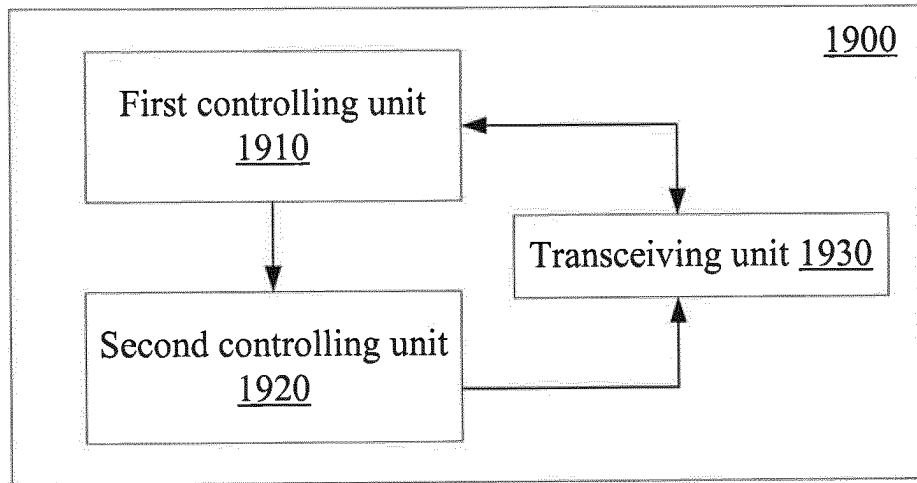 1900
First controlling unit
1910
Transceiving unit 1930
Second controlling unit
1920